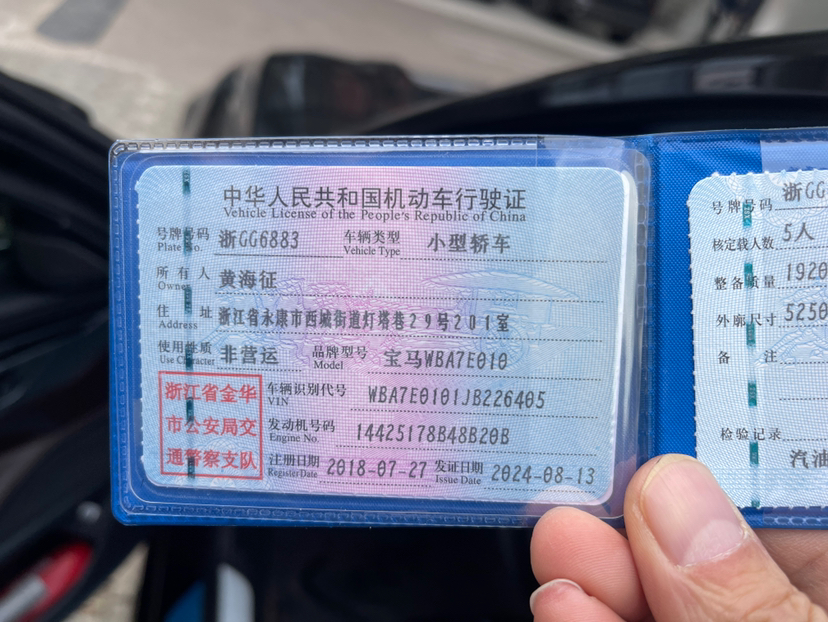 中华人民共和国机动车行驶证
Vehicle License of the People's Republic of China
号牌号码 浙GG6883 车辆类型 小型轿车
Plate No. Vehicle Type
所有人 黄海征
Owner
住址 浙江省永康市西城街道灯塔巷29号201室
Address
使用性质 非营运 品牌型号 宝马WBA7E010
Use Character Model
浙江省金华
市公安局交
通警察支队
车辆识别代号 WBA7E0101JB226405
VIN
发动机号码 14425178B48B20B
Engine No.
注册日期 2018-07-27 发证日期 2024-08-13
Register Date Issue Date
号牌号码 浙GG
核定载人数 5人
整备质量 1920
外廓尺寸 5250
备注
检验记录
汽油